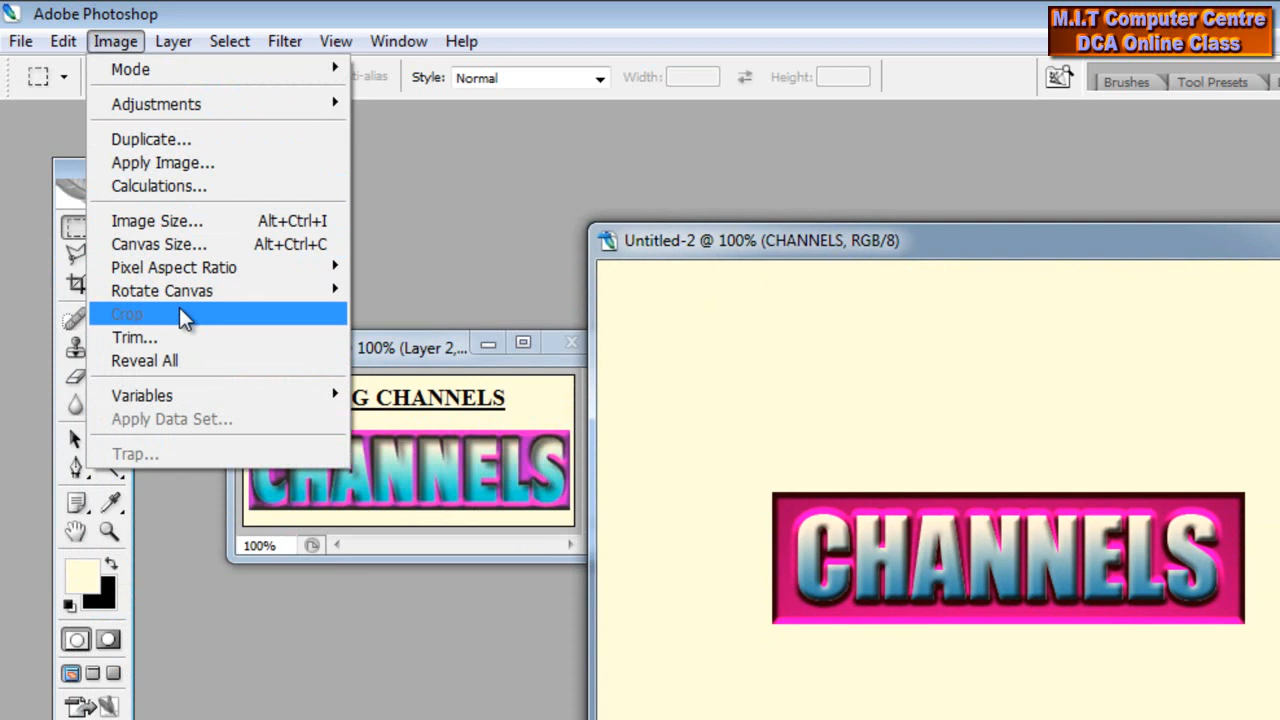 Adobe Photoshop
M.I.T Computer Centre
DCA Online Class
File Edit Image Layer Select Filter View Window Help
Style: Normal Width: Height:
Brushes Tool Presets
Mode
Adjustments
Duplicate...
Apply Image...
Calculations...
Image Size... Alt+Ctrl+I
Canvas Size... Alt+Ctrl+C
Pixel Aspect Ratio
Rotate Canvas
Crop
Trim...
Reveal All
Variables
Apply Data Set...
Trap...
Untitled-2 @ 100% (CHANNELS, RGB/8)
100% (Layer 2,...
G CHANNELS
CHANNELS
100%
CHANNELS